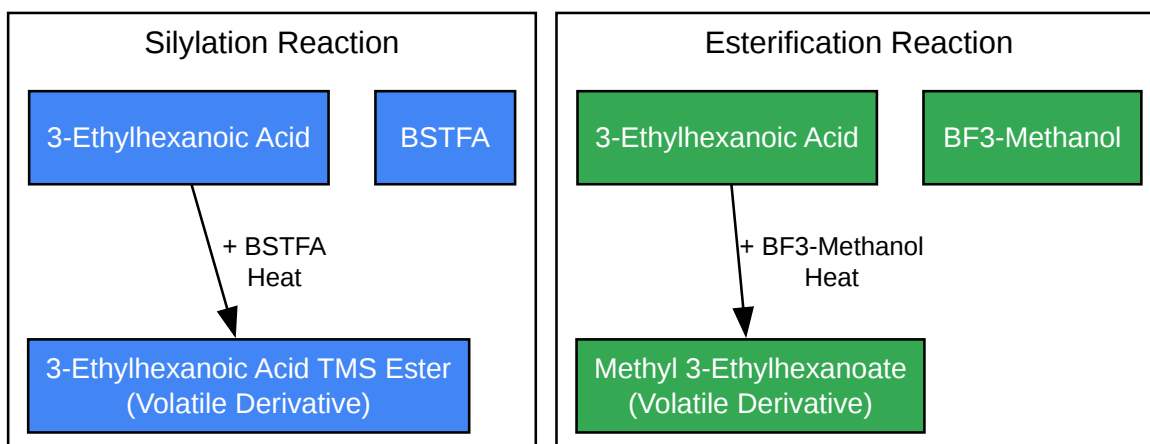 Silylation Reaction
3-Ethylhexanoic Acid
BSTFA
+ BSTFA
Heat
3-Ethylhexanoic Acid TMS Ester
(Volatile Derivative)
Esterification Reaction
3-Ethylhexanoic Acid
BF3-Methanol
+ BF3-Methanol
Heat
Methyl 3-Ethylhexanoate
(Volatile Derivative)